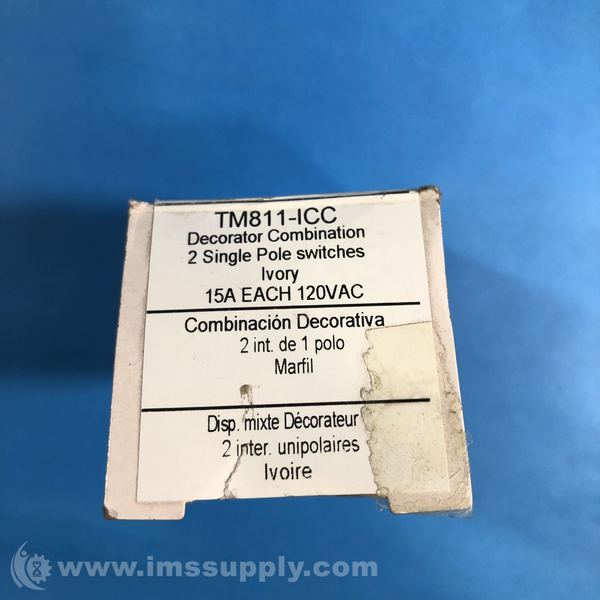 TM811-ICC
Decorator Combination
2 Single Pole switches
Ivory
15A EACH 120VAC
Combinación Decorativa
2 int. de 1 polo
Marfil
Disp. mixte Décorateur
2 inter. unipolaires
Ivoire
www.imssupply.com